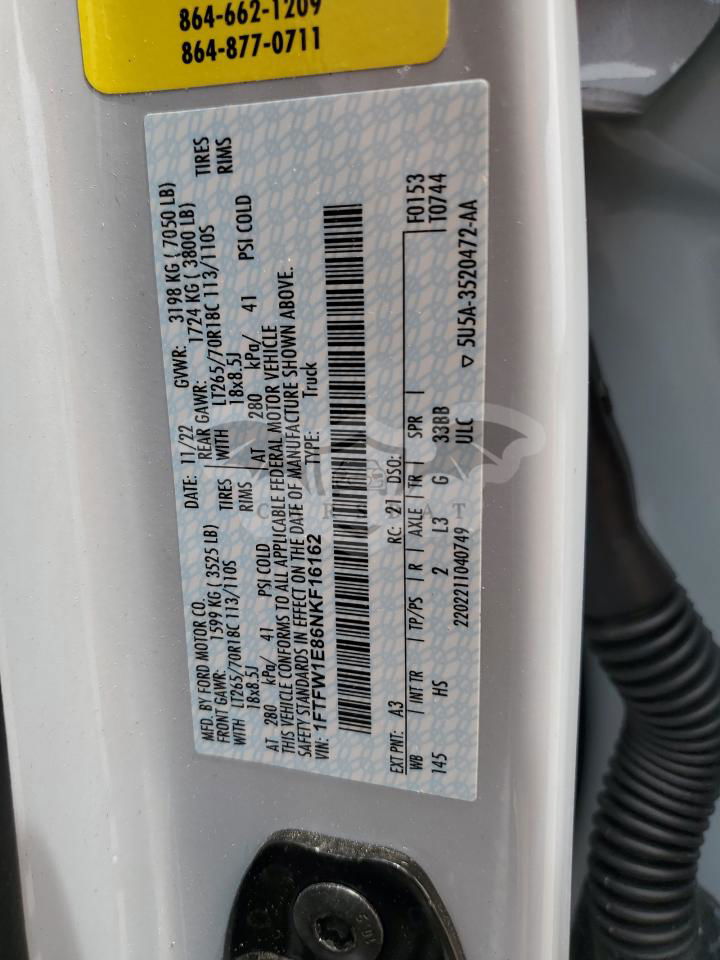 864-662-1209
864-877-0711
MFD. BY FORD MOTOR CO.
DATE: 11/22 GVWR: 3198 KG ( 7050 LB)
FRONT GAWR: 1599 KG ( 3525 LB) REAR GAWR: 1724 KG ( 3800 LB)
WITH LT265/70R18C 113/110S TIRES WITH LT265/70R18C 113/110S TIRES
18x8.5J RIMS 18x8.5J RIMS
AT 280 kPa/ 41 PSI COLD AT 280 kPa/ 41 PSI COLD
THIS VEHICLE CONFORMS TO ALL APPLICABLE FEDERAL MOTOR VEHICLE
SAFETY STANDARDS IN EFFECT ON THE DATE OF MANUFACTURE SHOWN ABOVE.
VIN: 1FTFW1E86NKF16162 TYPE: Truck
EXT PNT: A3 RC: 21 DSO: F0153
WB INT TR TP/PS R AXLE TR SPR T0744
145 HS 2 L3 G 33BB
2202211040749 ULC ▽ 5U5A-3520472-AA